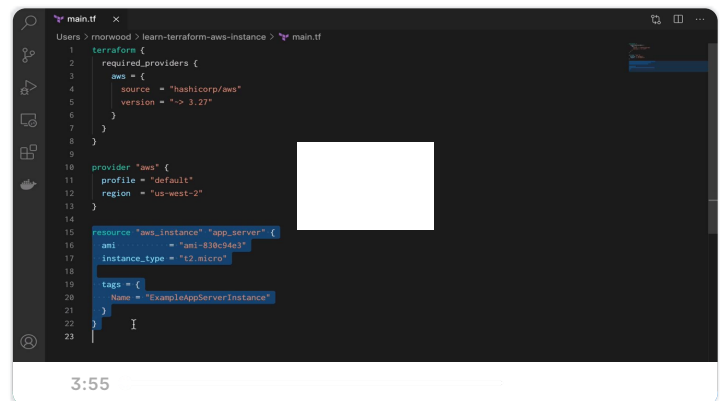 main.tf ×
Users > rnorwood > learn-terraform-aws-instance > main.tf
1 terraform {
2 required_providers {
3 aws = {
4 source = "hashicorp/aws"
5 version = "~> 3.27"
6 }
7 }
8 }
9
10 provider "aws" {
11 profile = "default"
12 region = "us-west-2"
13 }
14
15 resource "aws_instance" "app_server" {
16 ami = "ami-830c94e3"
17 instance_type = "t2.micro"
18
19 tags = {
20 Name = "ExampleAppServerInstance"
21 }
22 }
23
3:55